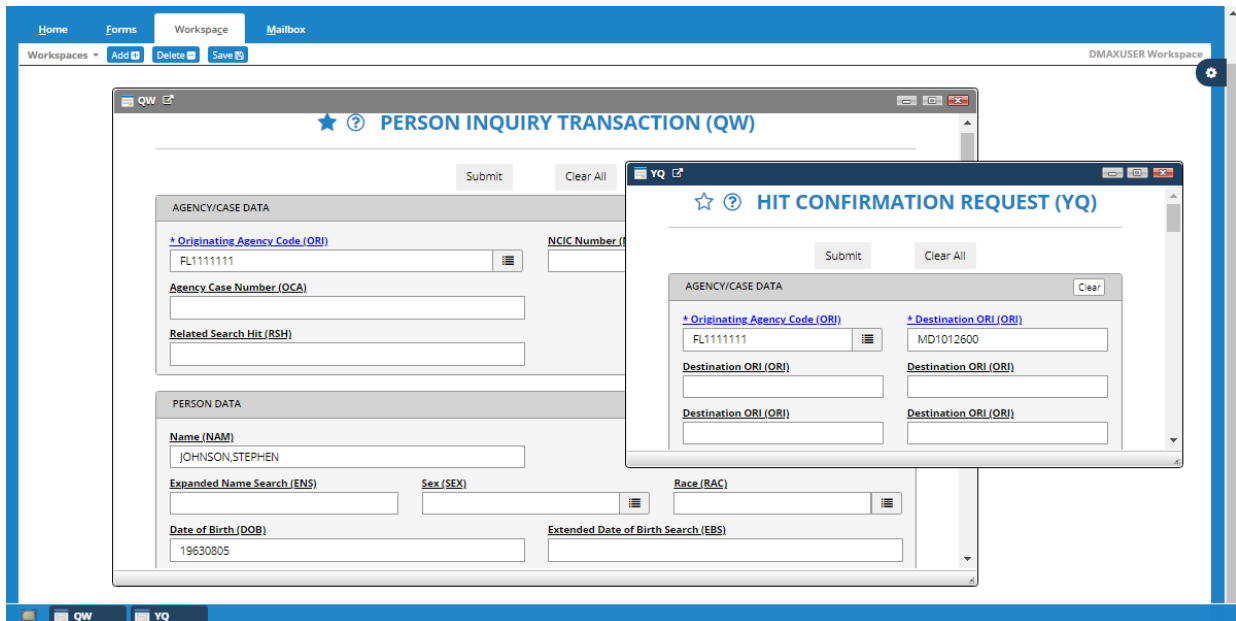 Home Forms Workspace Mailbox
Workspaces Add Delete Save DMAXUSER Workspace
QW
PERSON INQUIRY TRANSACTION (QW)
Submit Clear All
AGENCY/CASE DATA
* Originating Agency Code (ORI) NCIC Number
FL1111111
Agency Case Number (OCA)
Related Search Hit (RSH)
PERSON DATA
Name (NAM)
JOHNSON,STEPHEN
Expanded Name Search (ENS) Sex (SEX) Race (RAC)
Date of Birth (DOB) Extended Date of Birth Search (EBS)
19630805
YQ
HIT CONFIRMATION REQUEST (YQ)
Submit Clear All
AGENCY/CASE DATA Clear
* Originating Agency Code (ORI) * Destination ORI (ORI)
FL1111111 MD1012600
Destination ORI (ORI) Destination ORI (ORI)
Destination ORI (ORI) Destination ORI (ORI)
QW YQ